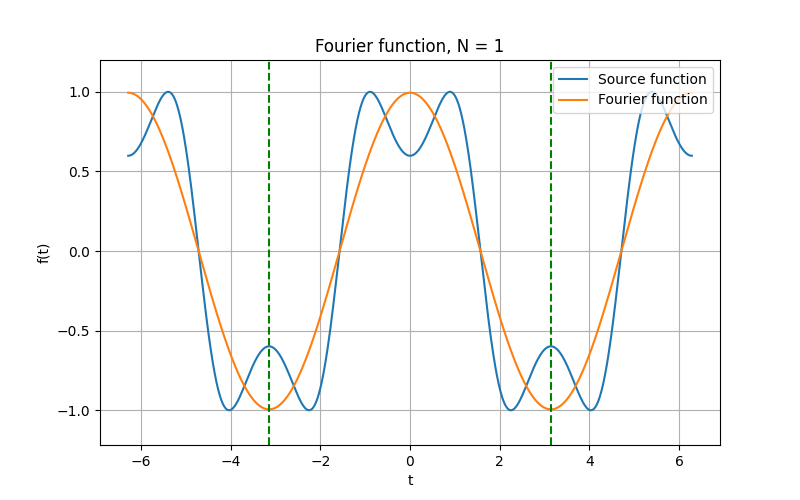 Fourier function, N = 1
Source function
Fourier function
f(t)
1.0
0.5
0.0
−0.5
−1.0
−6
−4
−2
0
2
4
6
t